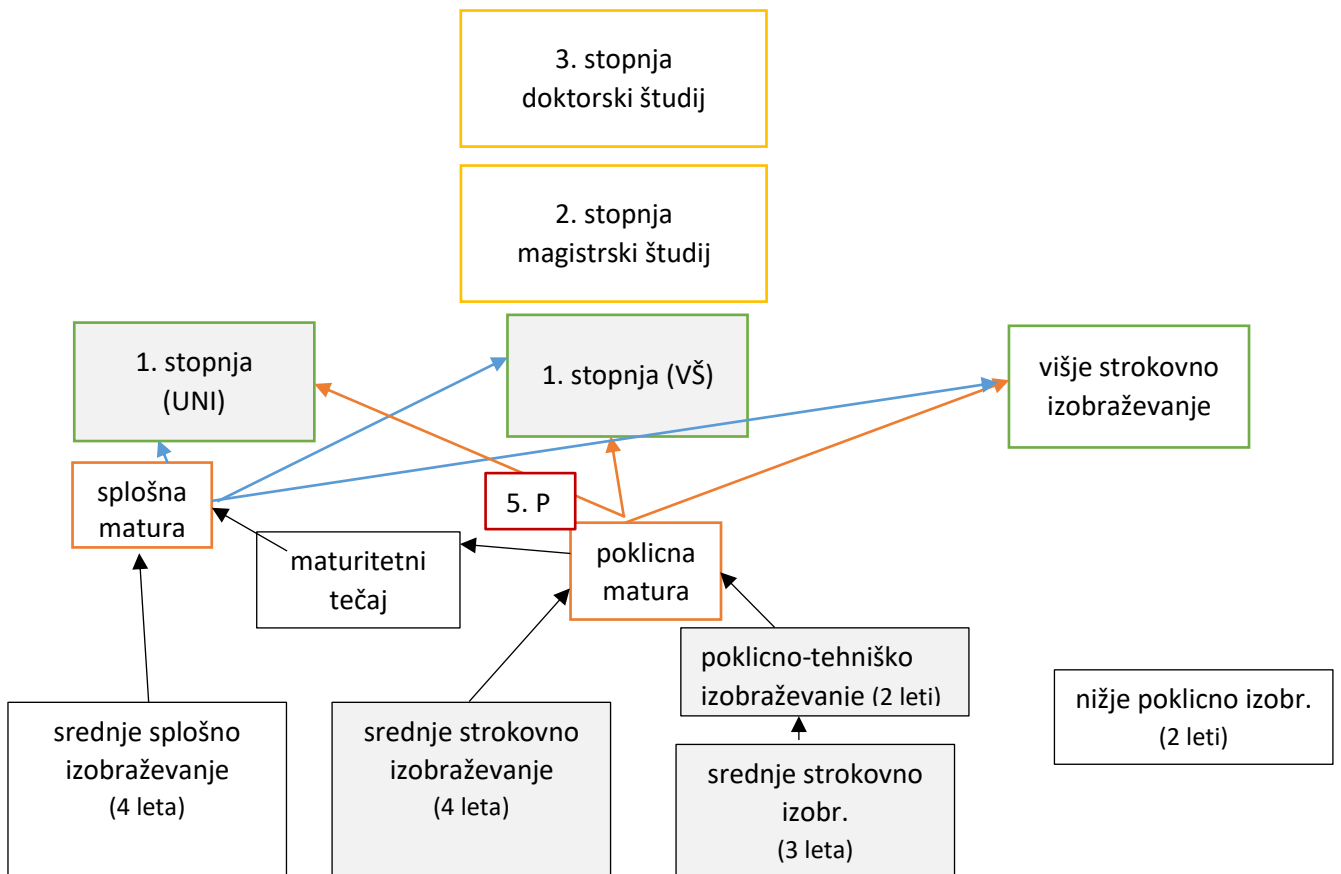 3. stopnja
doktorski študij
2. stopnja
magistrski študij
1. stopnja
(UNI)
1. stopnja (VŠ)
višje strokovno
izobraževanje
splošna
matura
5. P
maturitetni
tečaj
poklicna
matura
poklicno-tehniško
izobraževanje (2 leti)
nižje poklicno izobr.
(2 leti)
srednje splošno
izobraževanje
(4 leta)
srednje strokovno
izobraževanje
(4 leta)
srednje strokovno
izobr.
(3 leta)